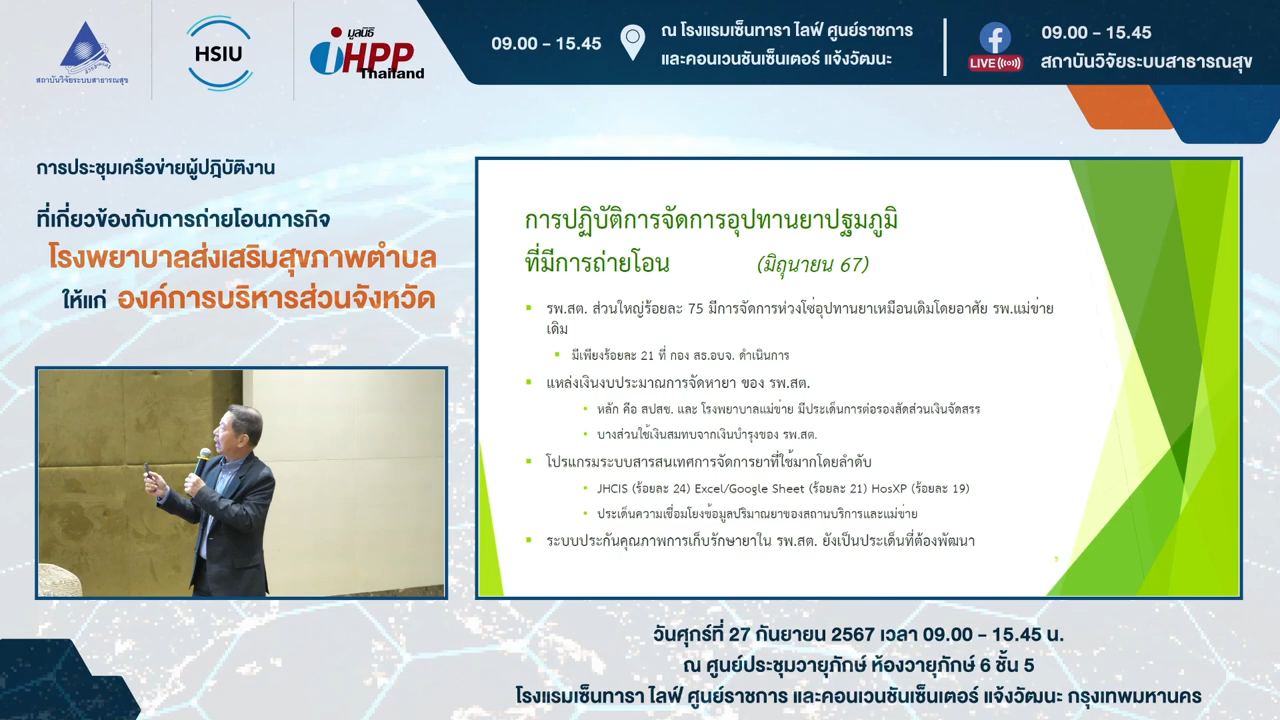 สถาบันวิจัยระบบสาธารณสุข
HSIU
มูลนิธิ
iHPP
Thailand
09.00 - 15.45
ณ โรงแรมเซ็นทารา ไลฟ์ ศูนย์ราชการ
และคอนเวนชันเซ็นเตอร์ แจ้งวัฒนะ
LIVE
09.00 - 15.45
สถาบันวิจัยระบบสาธารณสุข
การประชุมเครือข่ายผู้ปฎิบัติงาน
ที่เกี่ยวข้องกับการถ่ายโอนภารกิจ
โรงพยาบาลส่งเสริมสุขภาพตำบล
ให้แก่ องค์การบริหารส่วนจังหวัด
การปฏิบัติการจัดการอุปทานยาปฐมภูมิ
ที่มีการถ่ายโอน (มิถุนายน 67)
รพ.สต. ส่วนใหญ่ร้อยละ 75 มีการจัดการห่วงโซ่อุปทานยาเหมือนเดิมโดยอาศัย รพ.แม่ข่าย
เดิม
มีเพียงร้อยละ 21 ที่ กอง สธ.อบจ. ดำเนินการ
แหล่งเงินงบประมาณการจัดหายา ของ รพ.สต.
หลัก คือ สปสช. และ โรงพยาบาลแม่ข่าย มีประเด็นการต่อรองสัดส่วนเงินจัดสรร
บางส่วนใช้เงินสมทบจากเงินบำรุงของ รพ.สต.
โปรแกรมระบบสารสนเทศการจัดการยาที่ใช้มากโดยลำดับ
JHCIS (ร้อยละ 24) Excel/Google Sheet (ร้อยละ 21) HosXP (ร้อยละ 19)
ประเด็นความเชื่อมโยงข้อมูลปริมาณยาของสถานบริการและแม่ข่าย
ระบบประกันคุณภาพการเก็บรักษายาใน รพ.สต. ยังเป็นประเด็นที่ต้องพัฒนา
วันศุกร์ที่ 27 กันยายน 2567 เวลา 09.00 - 15.45 น.
ณ ศูนย์ประชุมวายุภักษ์ ห้องวายุภักษ์ 6 ชั้น 5
โรงแรมเซ็นทารา ไลฟ์ ศูนย์ราชการ และคอนเวนชันเซ็นเตอร์ แจ้งวัฒนะ กรุงเทพมหานคร